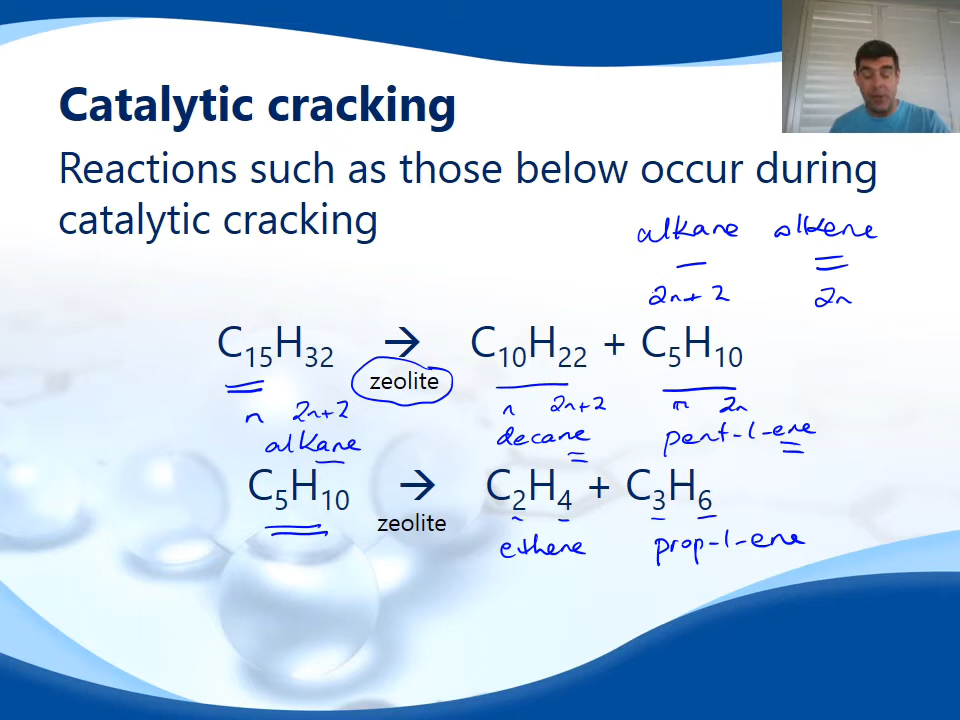 Catalytic cracking
Reactions such as those below occur during
catalytic cracking
alkane alkene
2n+2 2n
C₁₅H₃₂ → C₁₀H₂₂ + C₅H₁₀
zeolite
n 2n+2 n 2n+2 n 2n
alkane decane pent-1-ene
C₅H₁₀ → C₂H₄ + C₃H₆
zeolite
ethene prop-1-ene